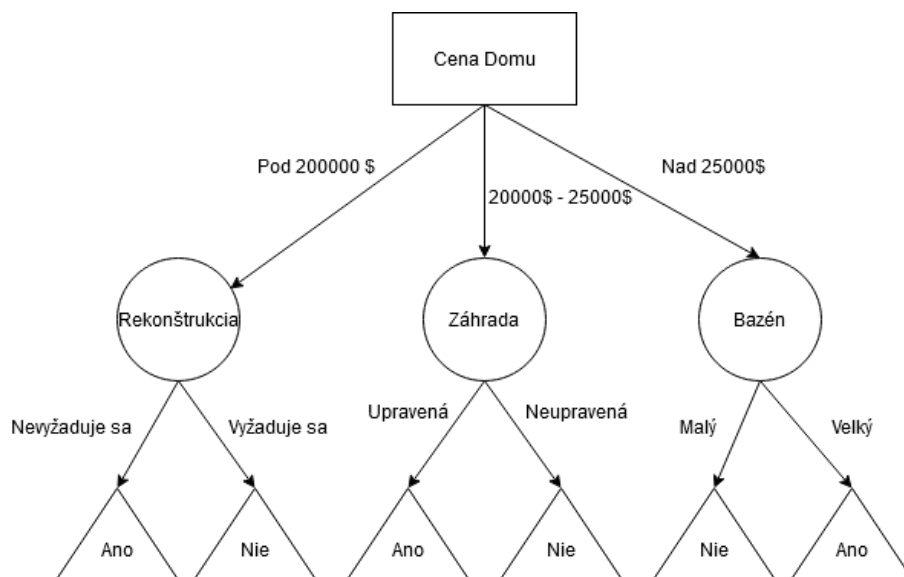 Cena Domu
Pod 200000 $
20000$ - 25000$
Nad 25000$
Rekonštrukcia
Záhrada
Bazén
Nevyžaduje sa
Vyžaduje sa
Upravená
Neupravená
Malý
Velký
Ano
Nie
Ano
Nie
Nie
Ano